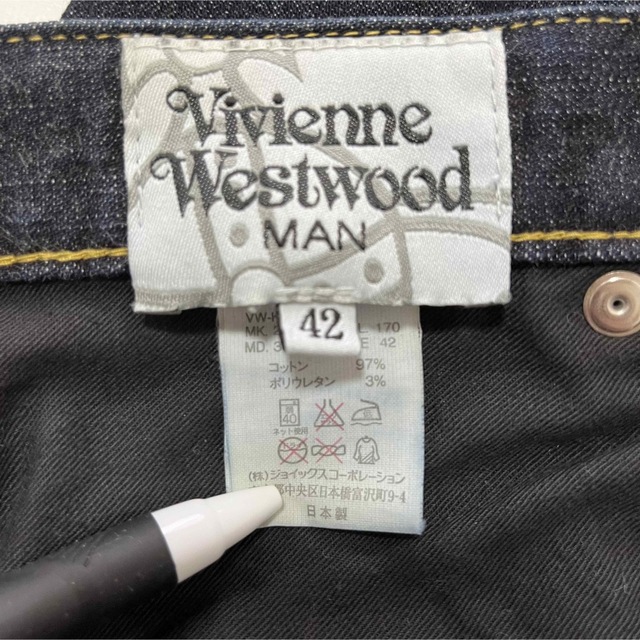 Vivienne
Westwood
MAN
42
VW-
MK. 170
MD. 42
コットン 97%
ポリウレタン 3%
40
ネット使用
(株)ジョイックスコーポレーション
都中央区日本橋富沢町9-4
日本製